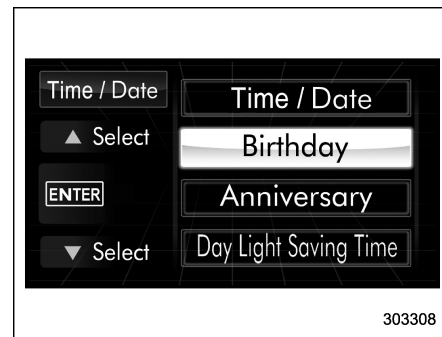 Time / Date
▲ Select
ENTER
▼ Select
Time / Date
Birthday
Anniversary
Day Light Saving Time
303308